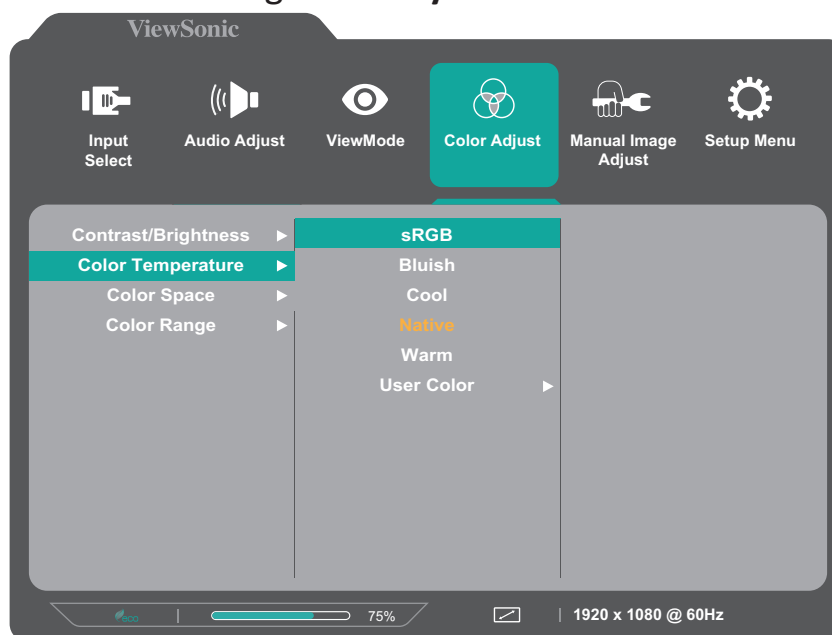 ViewSonic
Input
Select
Audio Adjust
ViewMode
Color Adjust
Manual Image
Adjust
Setup Menu
Contrast/Brightness
Color Temperature
Color Space
Color Range
sRGB
Bluish
Cool
Native
Warm
User Color
eco
75%
1920 x 1080 @ 60Hz